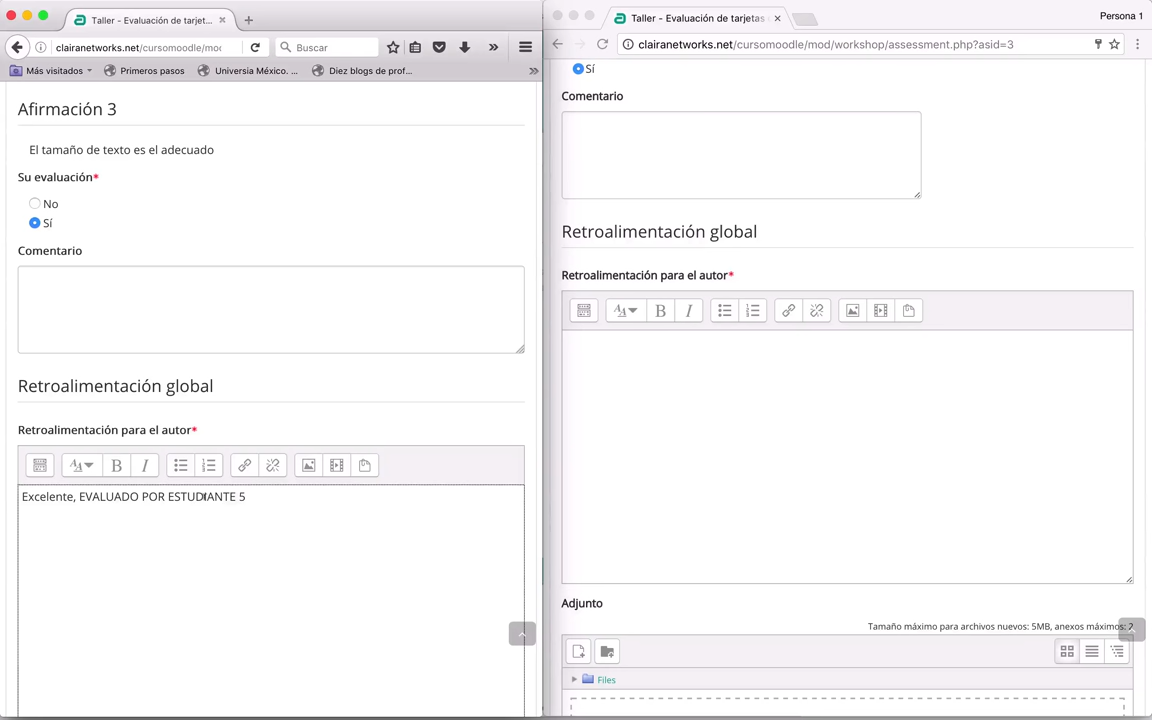 Taller - Evaluación de tarjet...
clairanetworks.net/cursomoodle/moc
Buscar
Más visitados
Primeros pasos
Universia México. ...
Diez blogs de prof...
Afirmación 3
El tamaño de texto es el adecuado
Su evaluación*
No
Sí
Comentario
Retroalimentación global
Retroalimentación para el autor*
B I
Excelente, EVALUADO POR ESTUDIANTE 5
Taller - Evaluación de tarjetas
Persona 1
clairanetworks.net/cursomoodle/mod/workshop/assessment.php?asid=3
Sí
Comentario
Retroalimentación global
Retroalimentación para el autor*
B I
Adjunto
Tamaño máximo para archivos nuevos: 5MB, anexos máximos: 2
Files